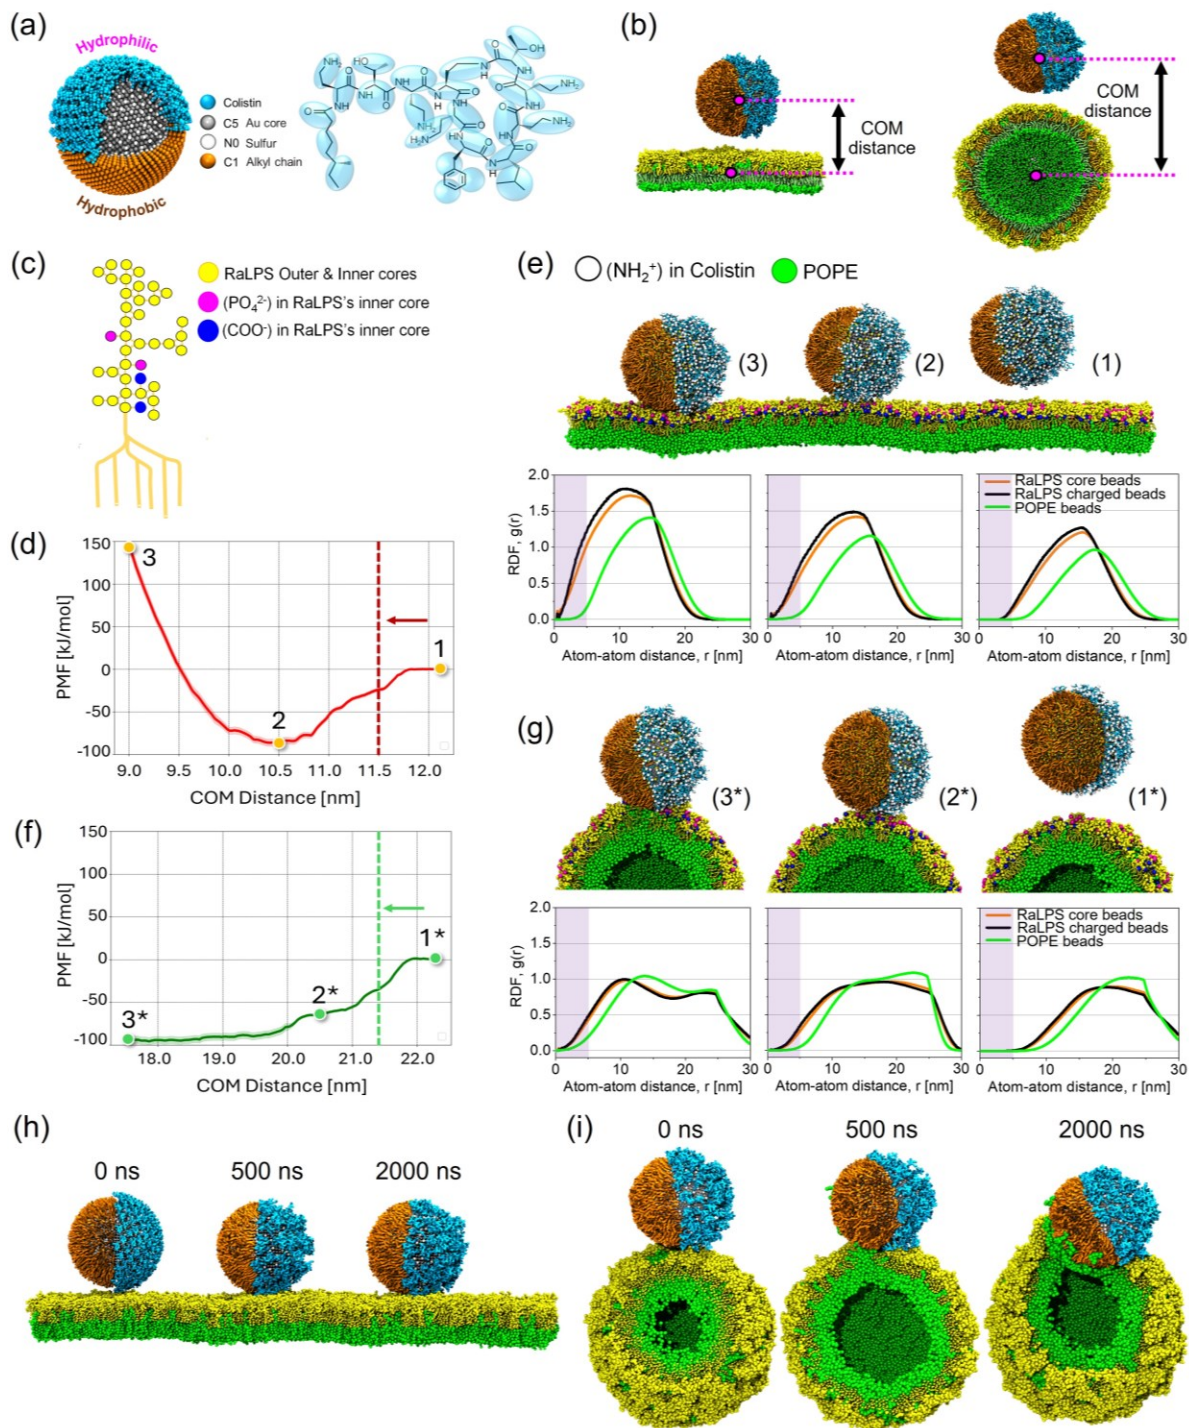 (a)
Hydrophilic
Hydrophobic
Colistin
C5 Au core
N0 Sulfur
C1 Alkyl chain
(b)
COM
distance
COM
distance
(c)
RaLPS Outer & Inner cores
(PO₄²⁻) in RaLPS's inner core
(COO⁻) in RaLPS's inner core
(d)
PMF [kJ/mol]
150
100
50
0
-50
-100
3
2
1
9.0 9.5 10.0 10.5 11.0 11.5 12.0
COM Distance [nm]
(e)
(NH₂⁺) in Colistin
POPE
(3) (2) (1)
RDF, g(r)
2.0
1.5
1.0
0.5
0.0
RaLPS core beads
RaLPS charged beads
POPE beads
0 10 20 30 0 10 20 30 0 10 20 30
Atom-atom distance, r [nm] Atom-atom distance, r [nm] Atom-atom distance, r [nm]
(f)
PMF [kJ/mol]
150
100
50
0
-50
-100
3*
2*
1*
18.0 19.0 20.0 21.0 22.0
COM Distance [nm]
(g)
(3*) (2*) (1*)
RDF, g(r)
2.0
1.5
1.0
0.5
0.0
RaLPS core beads
RaLPS charged beads
POPE beads
0 10 20 30 0 10 20 30 0 10 20 30
Atom-atom distance, r [nm] Atom-atom distance, r [nm] Atom-atom distance, r [nm]
(h)
0 ns 500 ns 2000 ns
(i)
0 ns 500 ns 2000 ns